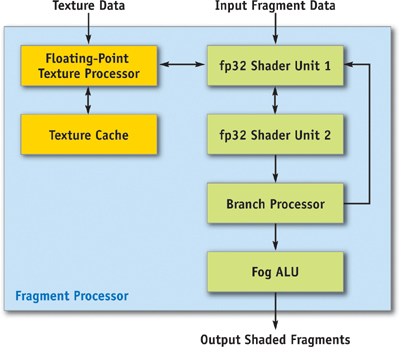 Texture Data
Input Fragment Data
Floating-Point
Texture Processor
fp32 Shader Unit 1
Texture Cache
fp32 Shader Unit 2
Branch Processor
Fog ALU
Fragment Processor
Output Shaded Fragments